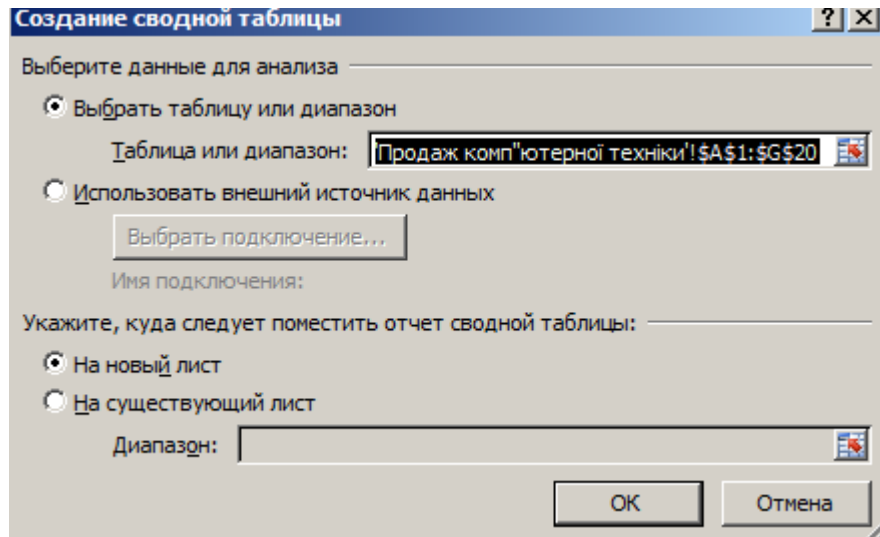 Создание сводной таблицы
Выберите данные для анализа
Выбрать таблицу или диапазон
Таблица или диапазон: 'Продаж комп"ютерної техніки'!$A$1:$G$20
Использовать внешний источник данных
Выбрать подключение...
Имя подключения:
Укажите, куда следует поместить отчет сводной таблицы:
На новый лист
На существующий лист
Диапазон:
ОК Отмена